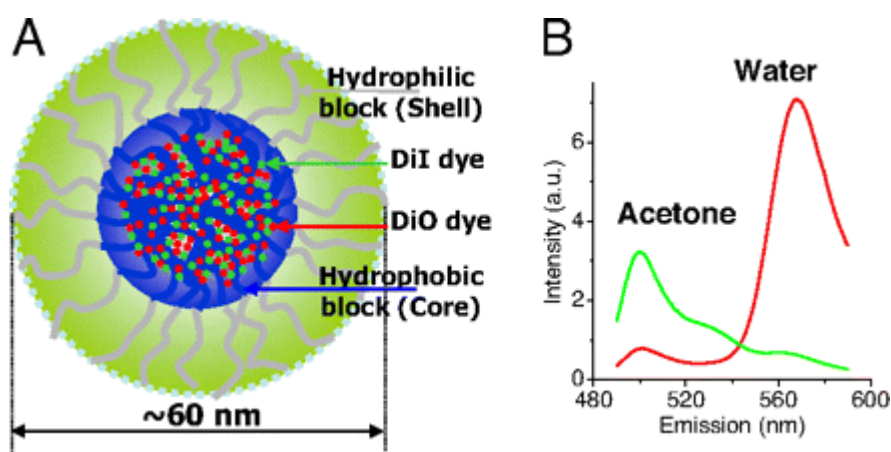 A
Hydrophilic
block (Shell)
DiI dye
DiO dye
Hydrophobic
block (Core)
~60 nm
B
Water
Acetone
Intensity (a.u.)
6
4
2
0
480 520 560 600
Emission (nm)